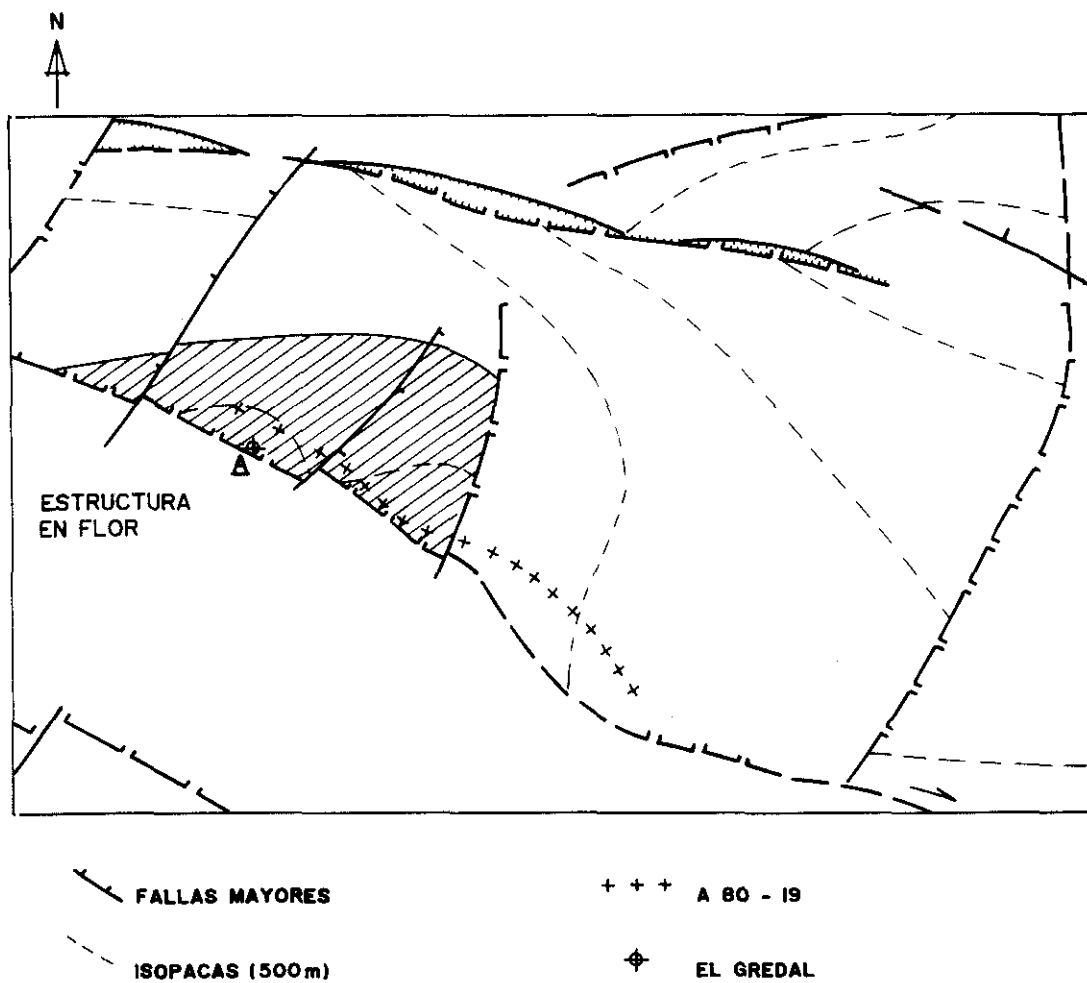 N
A
ESTRUCTURA
EN FLOR
FALLAS MAYORES
+ + + A 80 - 19
ISOPACAS (500m)
EL GREDAL